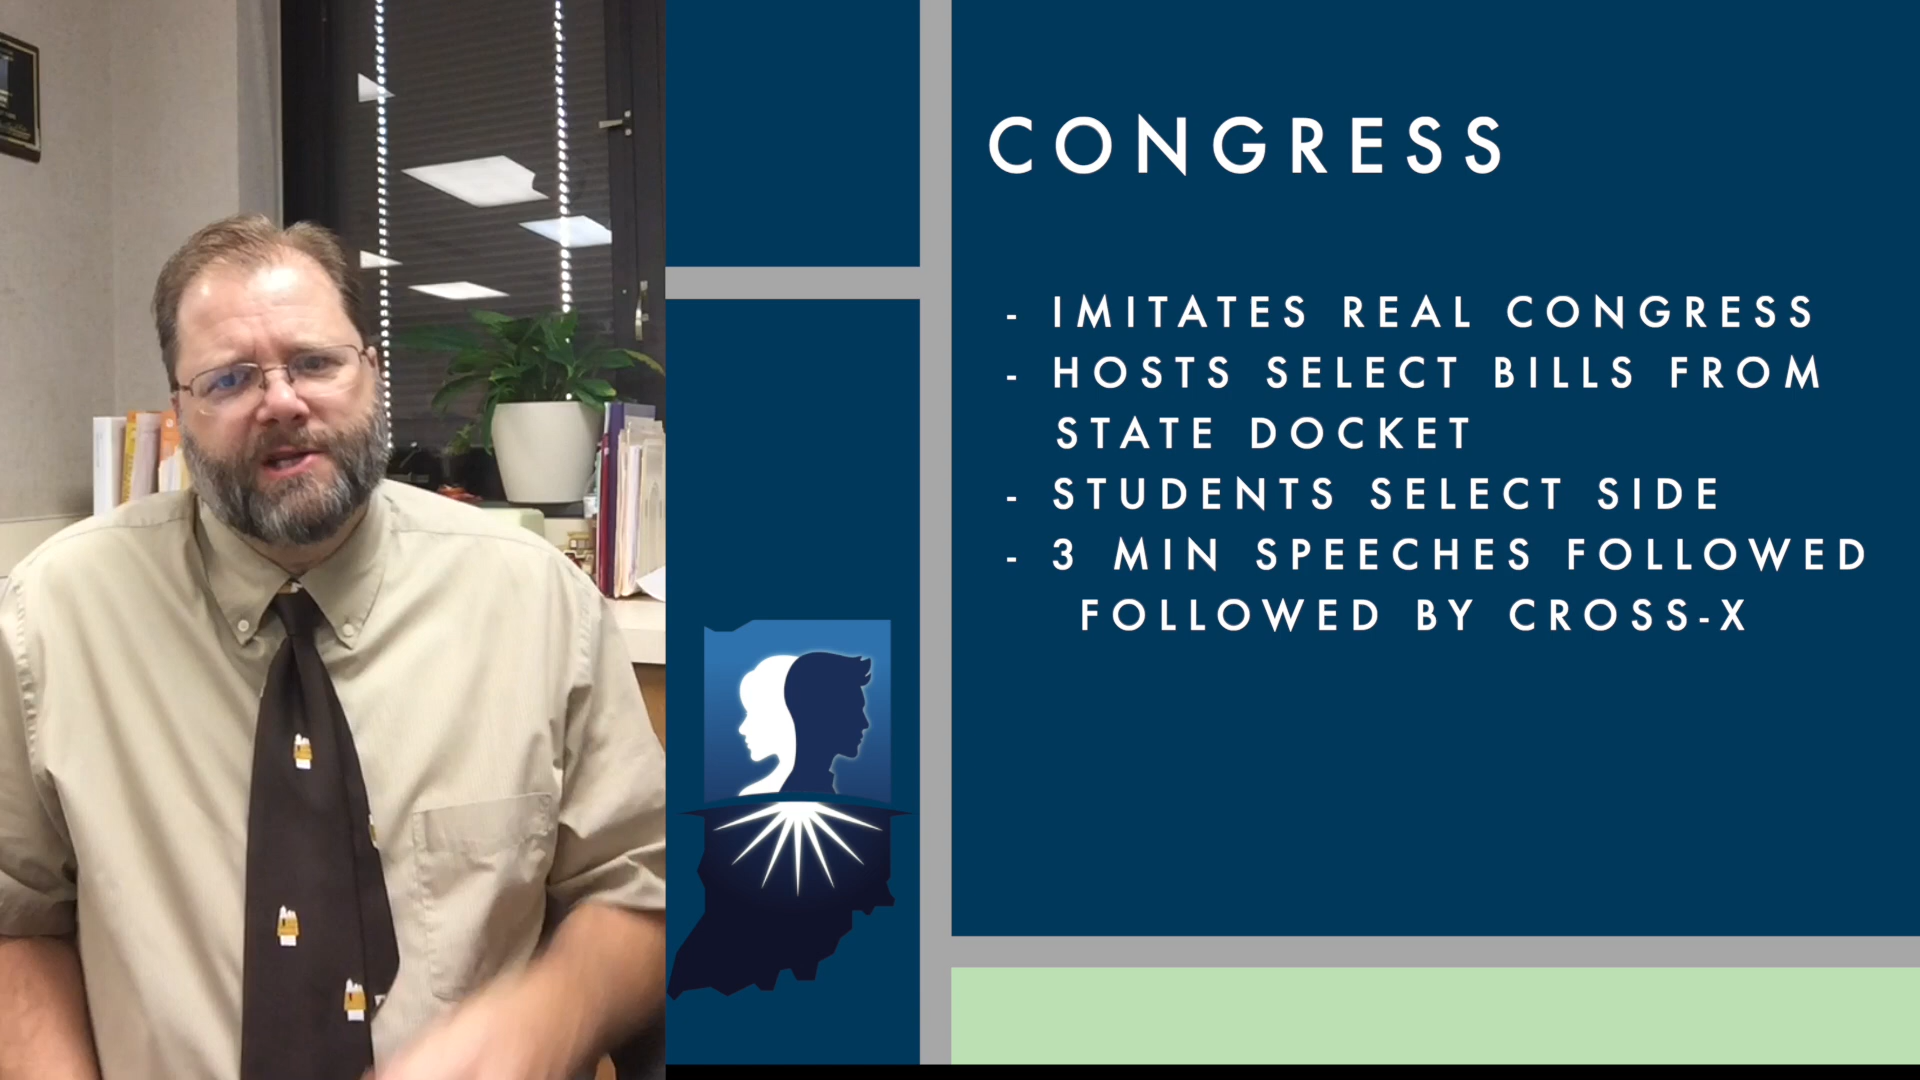 CONGRESS
- IMITATES REAL CONGRESS
- HOSTS SELECT BILLS FROM
STATE DOCKET
- STUDENTS SELECT SIDE
- 3 MIN SPEECHES FOLLOWED
FOLLOWED BY CROSS-X